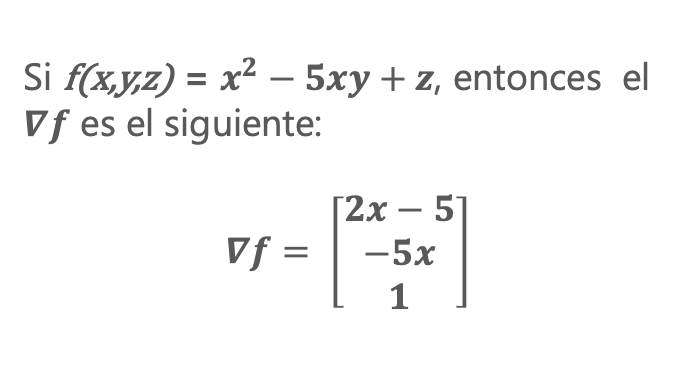 Si f(x,y,z) = x² − 5xy + z, entonces el
∇f es el siguiente:
∇f = [2x − 5
−5x
1]